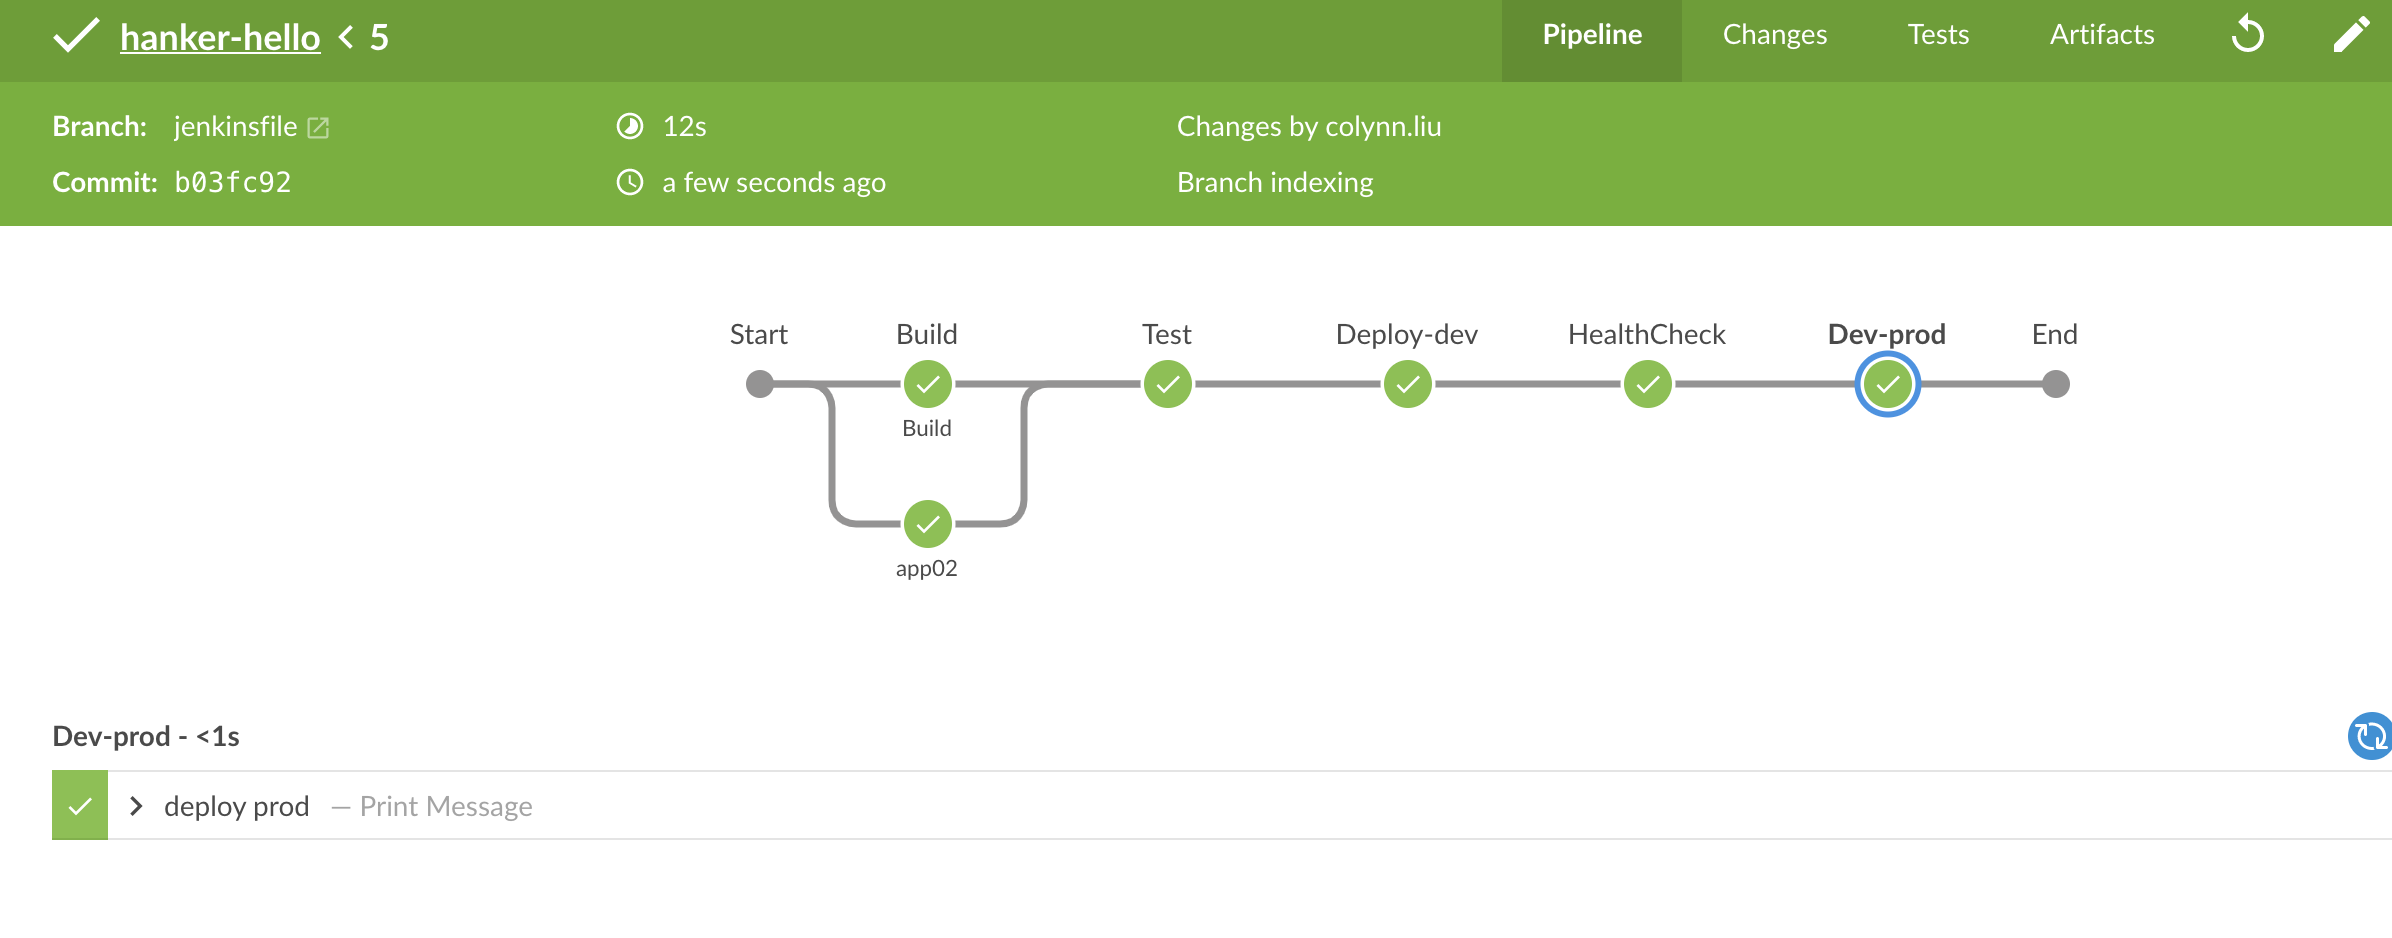 hanker-hello < 5
Pipeline Changes Tests Artifacts
Branch: jenkinsfile 12s Changes by colynn.liu
Commit: b03fc92 a few seconds ago Branch indexing
Start Build Test Deploy-dev HealthCheck Dev-prod End
Build
app02
Dev-prod - <1s
deploy prod — Print Message